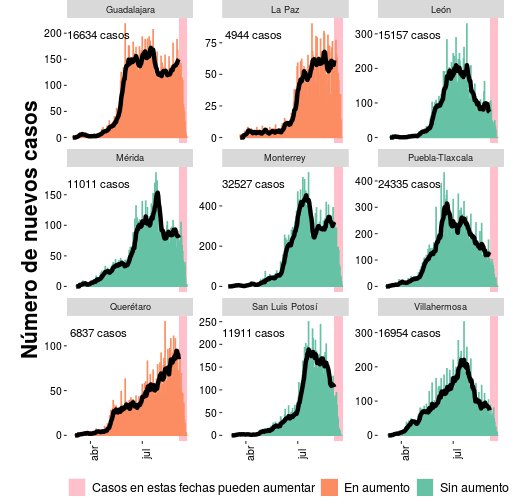 Número de nuevos casos
Guadalajara
La Paz
León
16634 casos
4944 casos
15157 casos
200
150
100
50
0
75
50
25
0
300
200
100
0
Mérida
Monterrey
Puebla-Tlaxcala
11011 casos
32527 casos
24335 casos
150
100
50
0
400
200
0
400
300
200
100
0
Querétaro
San Luis Potosí
Villahermosa
6837 casos
11911 casos
16954 casos
100
50
0
250
200
150
100
50
0
300
200
100
0
abr
jul
abr
jul
abr
jul
Casos en estas fechas pueden aumentar
En aumento
Sin aumento